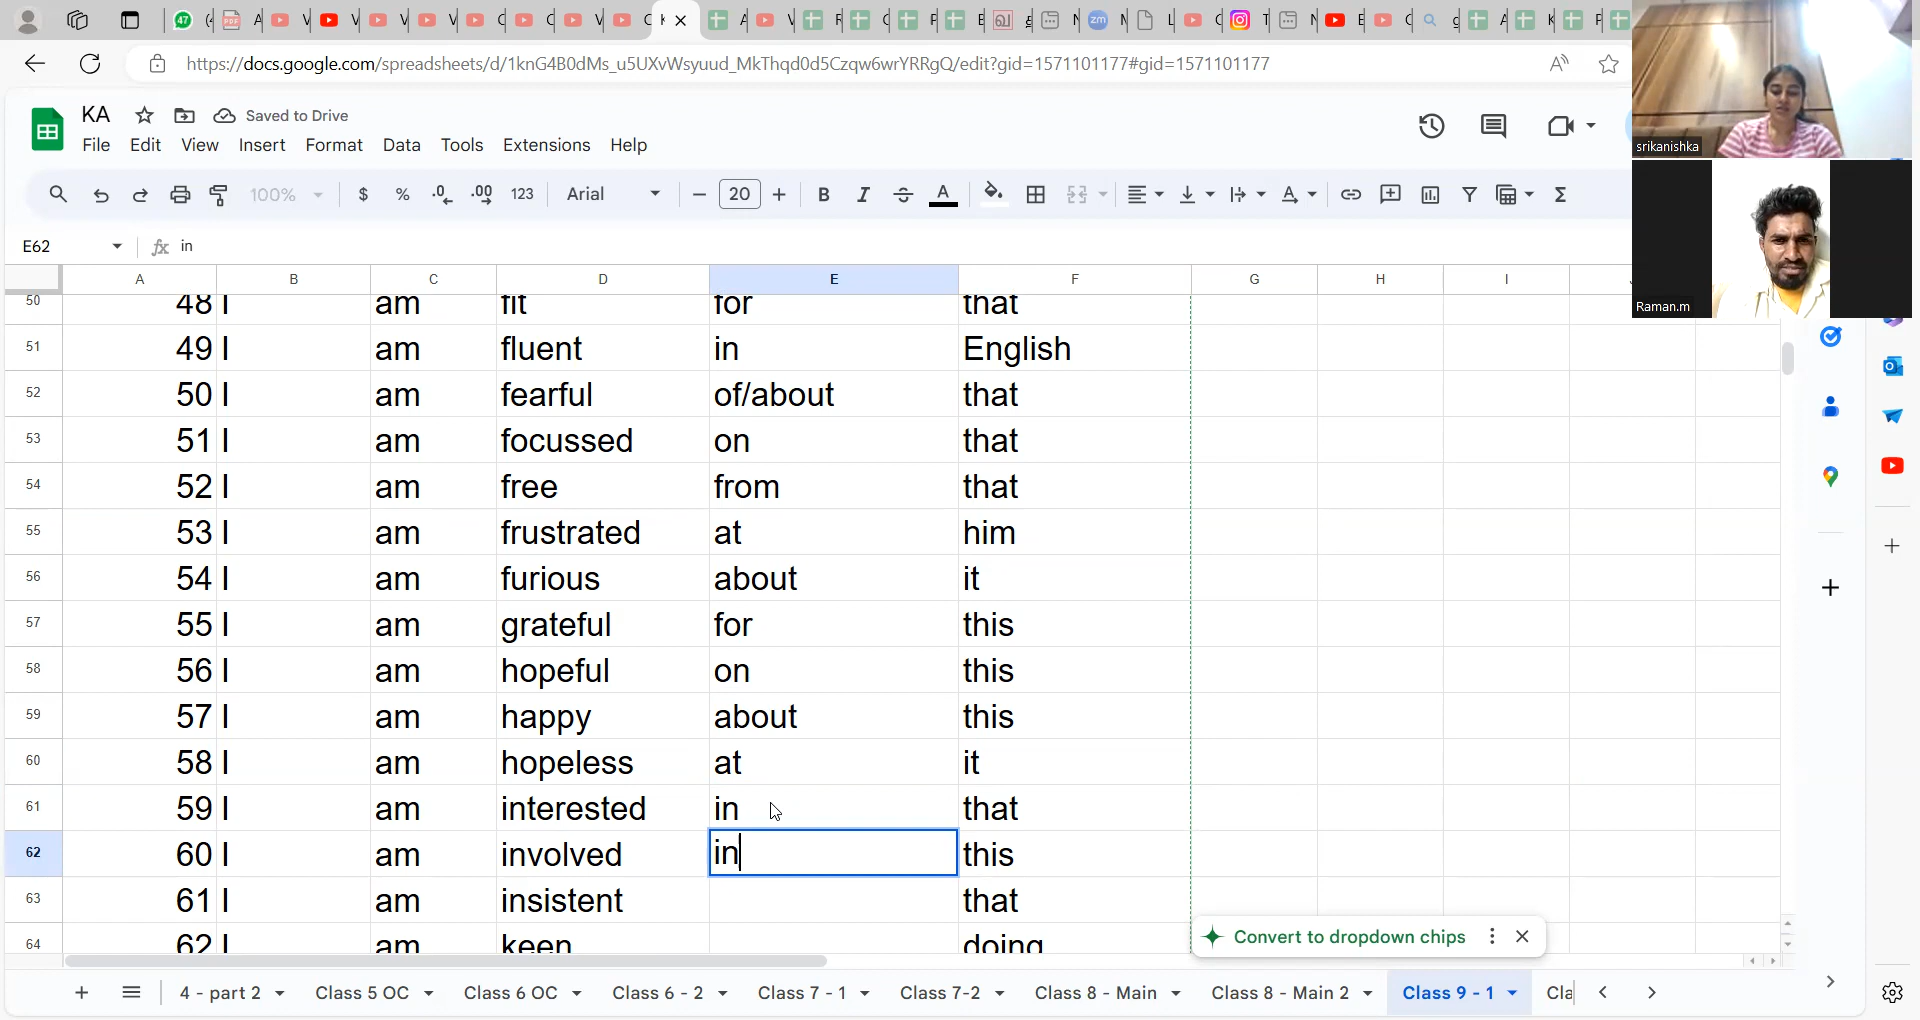 47
https://docs.google.com/spreadsheets/d/1knG4B0dMs_u5UXvWsyuud_MkThqd0d5Czqw6wrYRRgQ/edit?gid=1571101177#gid=1571101177
KA
Saved to Drive
File Edit View Insert Format Data Tools Extensions Help
100% $ % .0 .00 123 Arial 20 B I
srikanishka
Raman.m
E62 fx in
A B C D E F G H I
50 48 I am fit for that
51 49 I am fluent in English
52 50 I am fearful of/about that
53 51 I am focussed on that
54 52 I am free from that
55 53 I am frustrated at him
56 54 I am furious about it
57 55 I am grateful for this
58 56 I am hopeful on this
59 57 I am happy about this
60 58 I am hopeless at it
61 59 I am interested in that
62 60 I am involved in this
63 61 I am insistent that
64 62 I am keen doing
Convert to dropdown chips
4 - part 2 Class 5 OC Class 6 OC Class 6 - 2 Class 7 - 1 Class 7-2 Class 8 - Main Class 8 - Main 2 Class 9 - 1 Cla